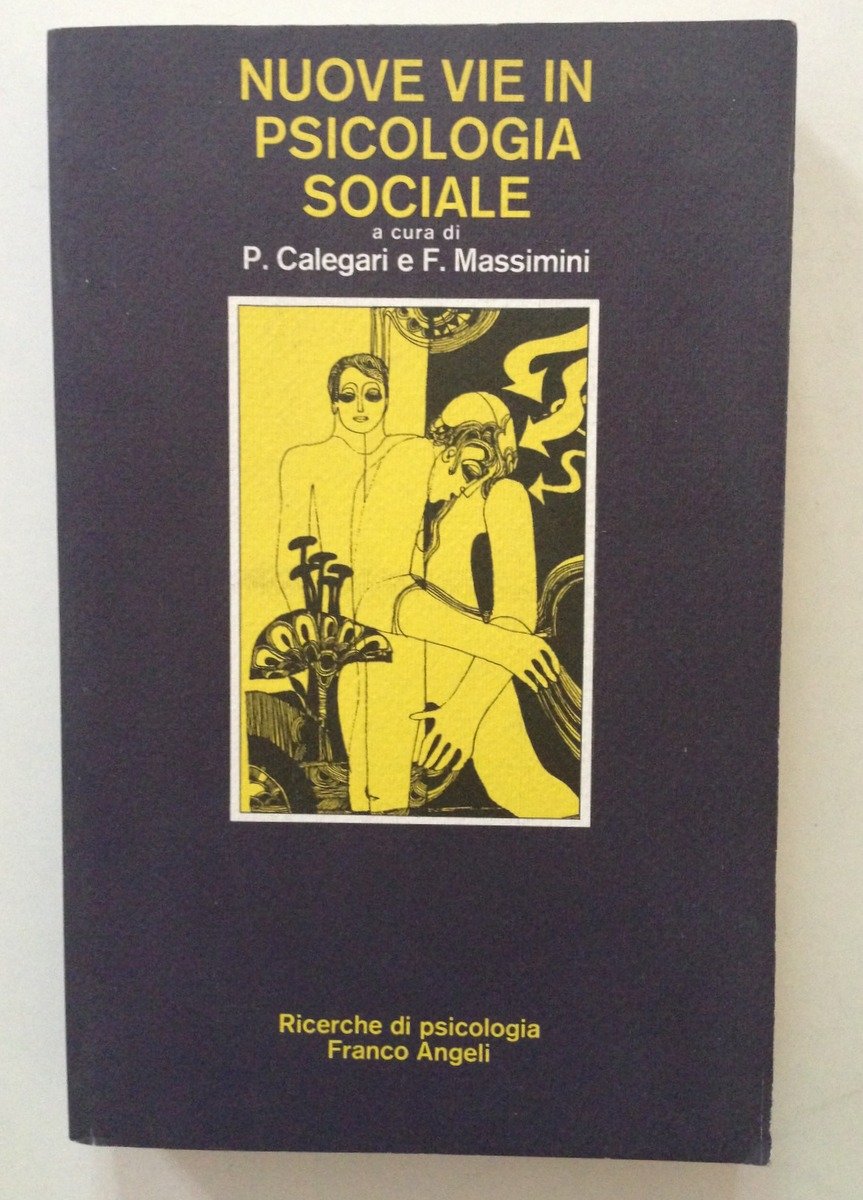 NUOVE VIE IN
PSICOLOGIA
SOCIALE
a cura di
P. Calegari e F. Massimini
Ricerche di psicologia
Franco Angeli